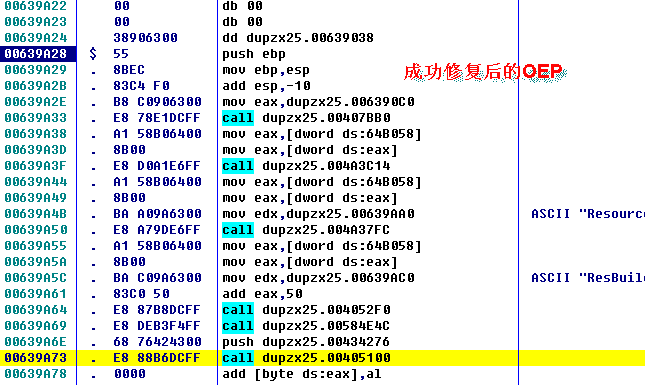 00639A22 00 db 00
00639A23 00 db 00
00639A24 38906300 dd dupzx25.00639038
00639A28 $ 55 push ebp
00639A29 . 8BEC mov ebp,esp
00639A2B . 83C4 F0 add esp,-10
00639A2E . B8 C0906300 mov eax,dupzx25.006390C0
00639A33 . E8 78E1DCFF call dupzx25.00407BB0
00639A38 . A1 58B06400 mov eax,[dword ds:64B058]
00639A3D . 8B00 mov eax,[dword ds:eax]
00639A3F . E8 D0A1E6FF call dupzx25.004A3C14
00639A44 . A1 58B06400 mov eax,[dword ds:64B058]
00639A49 . 8B00 mov eax,[dword ds:eax]
00639A4B . BA A09A6300 mov edx,dupzx25.00639AA0 ASCII "Resourc
00639A50 . E8 A79DE6FF call dupzx25.004A37FC
00639A55 . A1 58B06400 mov eax,[dword ds:64B058]
00639A5A . 8B00 mov eax,[dword ds:eax]
00639A5C . BA C09A6300 mov edx,dupzx25.00639AC0 ASCII "ResBuil
00639A61 . 83C0 50 add eax,50
00639A64 . E8 87B8DCFF call dupzx25.004052F0
00639A69 . E8 DEB3F4FF call dupzx25.00584E4C
00639A6E . 68 76424300 push dupzx25.00434276
00639A73 . E8 88B6DCFF call dupzx25.00405100
00639A78 . 0000 add [byte ds:eax],al
成功修复后的OEP